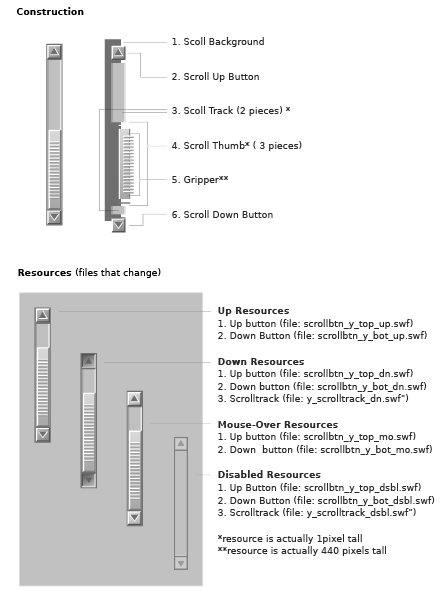 Construction
1. Scoll Background
2. Scroll Up Button
3. Scoll Track (2 pieces) *
4. Scroll Thumb* ( 3 pieces)
5. Gripper**
6. Scroll Down Button
Resources (files that change)
Up Resources
1. Up button (file: scrollbtn_y_top_up.swf)
2. Down Button (file: scrollbtn_y_bot_up.swf)
Down Resources
1. Up button (file: scrollbtn_y_top_dn.swf)
2. Down button (file: scrollbtn_y_bot_dn.swf)
3. Scrolltrack (file: y_scrolltrack_dn.swf")
Mouse-Over Resources
1. Up button (file: scrollbtn_y_top_mo.swf)
2. Down  button (file: scrollbtn_y_bot_mo.swf)
Disabled Resources
1. Up Button (file: scrollbtn_y_top_dsbl.swf)
2. Down Button (file: scrollbtn_y_bot_dsbl.swf)
3. Scrolltrack (file: y_scrolltrack_dsbl.swf")
*resource is actually 1pixel tall
**resource is actually 440 pixels tall